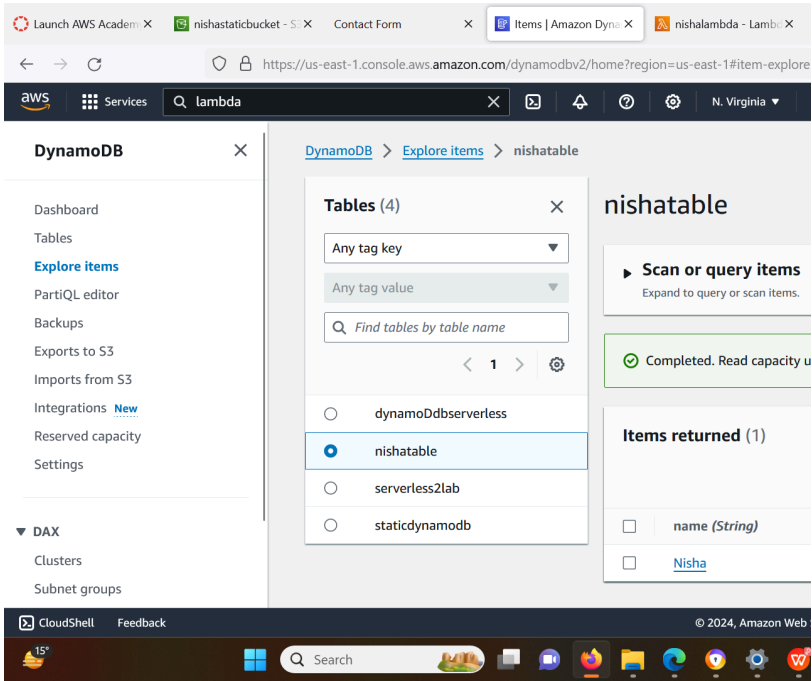 Launch AWS Academ
nishastaticbucket - S3
Contact Form
Items | Amazon Dyna
nishalambda - Lambd
https://us-east-1.console.aws.amazon.com/dynamodbv2/home?region=us-east-1#item-explore
aws
Services
lambda
N. Virginia
DynamoDB
Dashboard
Tables
Explore items
PartiQL editor
Backups
Exports to S3
Imports from S3
Integrations New
Reserved capacity
Settings
DAX
Clusters
Subnet groups
DynamoDB > Explore items > nishatable
Tables (4)
Any tag key
Any tag value
Find tables by table name
1
dynamoDdbserverless
nishatable
serverless2lab
staticdynamodb
nishatable
Scan or query items
Expand to query or scan items.
Completed. Read capacity u
Items returned (1)
name (String)
Nisha
CloudShell
Feedback
© 2024, Amazon Web
15°
Search